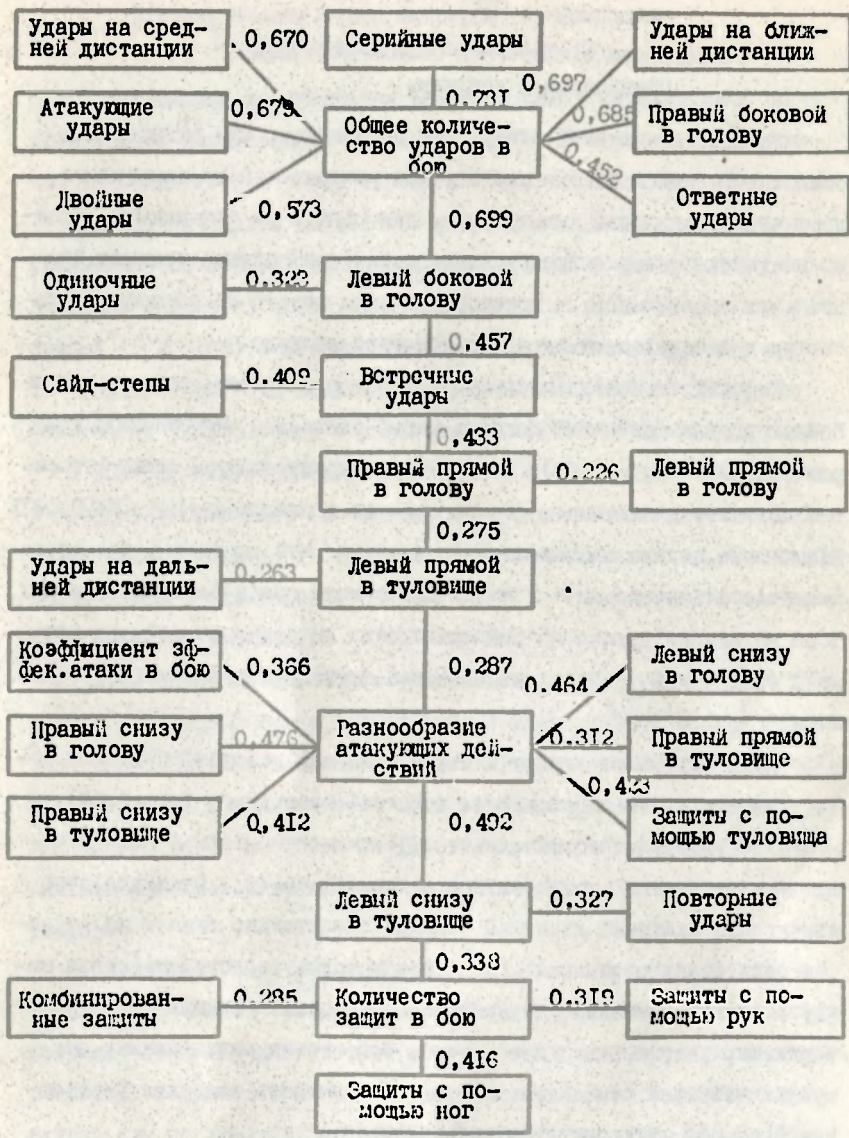 Удары на сред-
ней дистанции
0,670
Серийные удары
Удары на ближ-
ней дистанции
0,697
0.73I
Атакующие
удары
0,679
Общее количе-
ство ударов в
бою
0,685
Правый боковой
в голову
0,452
Двойные
удары
0,573
0,699
Ответные
удары
Одиночные
удары
0.323
Левый боковой
в голову
0,457
Сайд-степы
0.409
Встречные
удары
0,433
Правый прямой
в голову
0.226
Левый прямой
в голову
0,275
Удары на даль-
ней дистанции
0.263
Левый прямой
в туловище
Коэффициент эф-
фек.атаки в бою
0,366
0,287
0.464
Левый снизу
в голову
Правый снизу
в голову
0,476
Разнообразие
атакующих дей-
ствий
0.3I2
Правый прямой
в туловище
0,423
Правый снизу
в туловище
0,4I2
0,492
Защиты с по-
мощью туловища
Левый снизу
в туловище
0.327
Повторные
удары
0,338
Комбинирован-
ные защиты
0.285
Количество
защит в бою
0.3I9
Защиты с по-
мощью рук
0,4I6
Защиты с по-
мощью ног